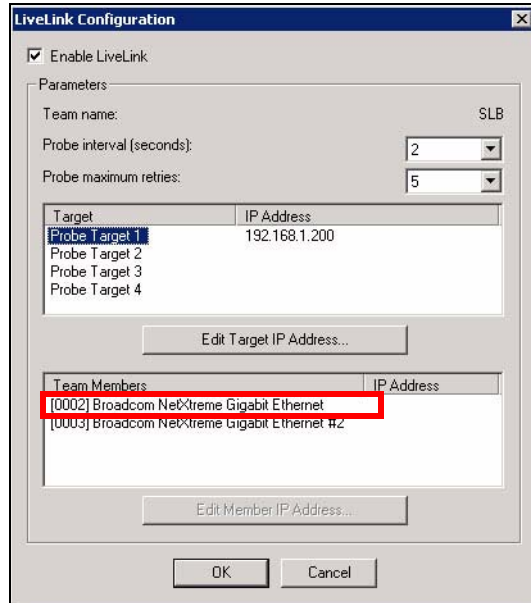 LiveLink Configuration
Enable LiveLink
Parameters
Team name: SLB
Probe interval (seconds): 2
Probe maximum retries: 5
Target IP Address
Probe Target 1 192.168.1.200
Probe Target 2
Probe Target 3
Probe Target 4
Edit Target IP Address...
Team Members IP Address
[0002] Broadcom NetXtreme Gigabit Ethernet
[0003] Broadcom NetXtreme Gigabit Ethernet #2
Edit Member IP Address...
OK Cancel